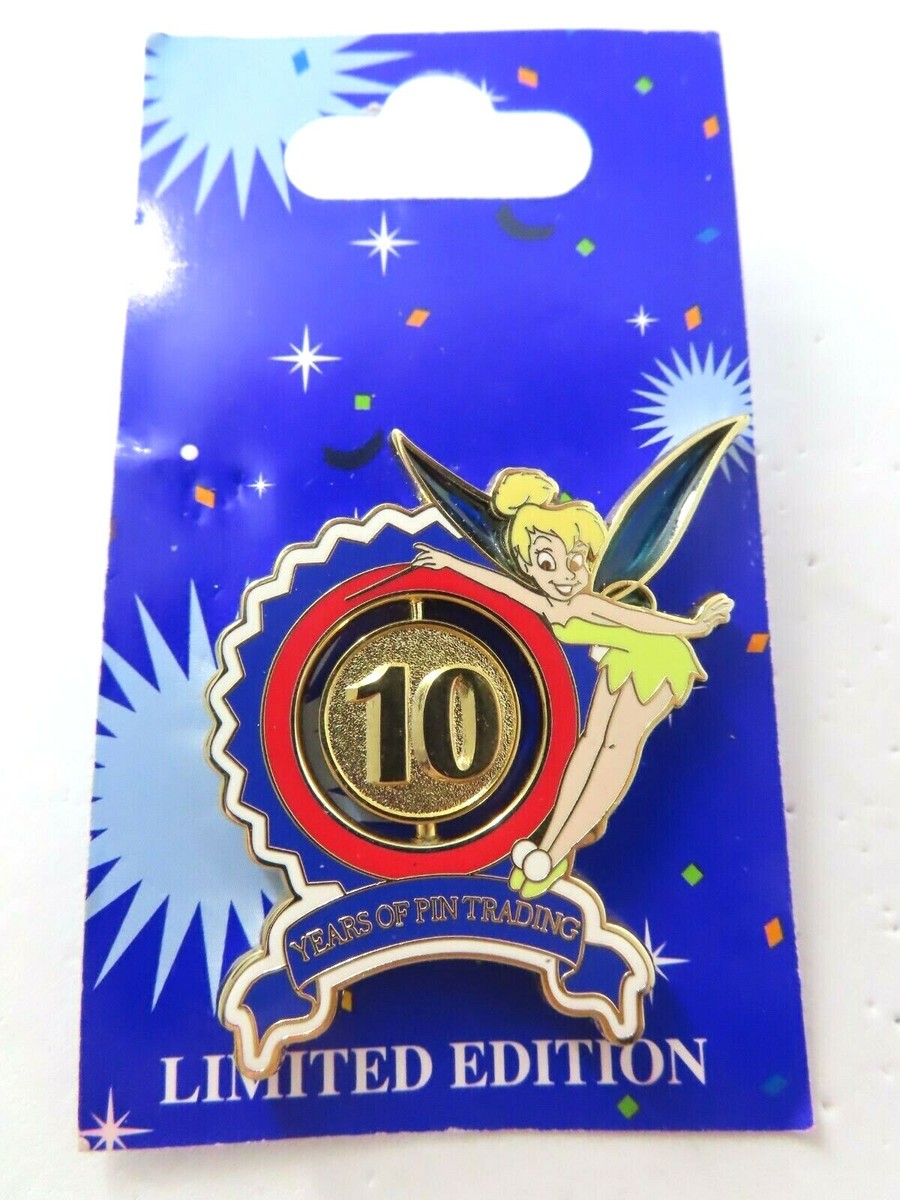 10
YEARS OF PIN TRADING
LIMITED EDITION